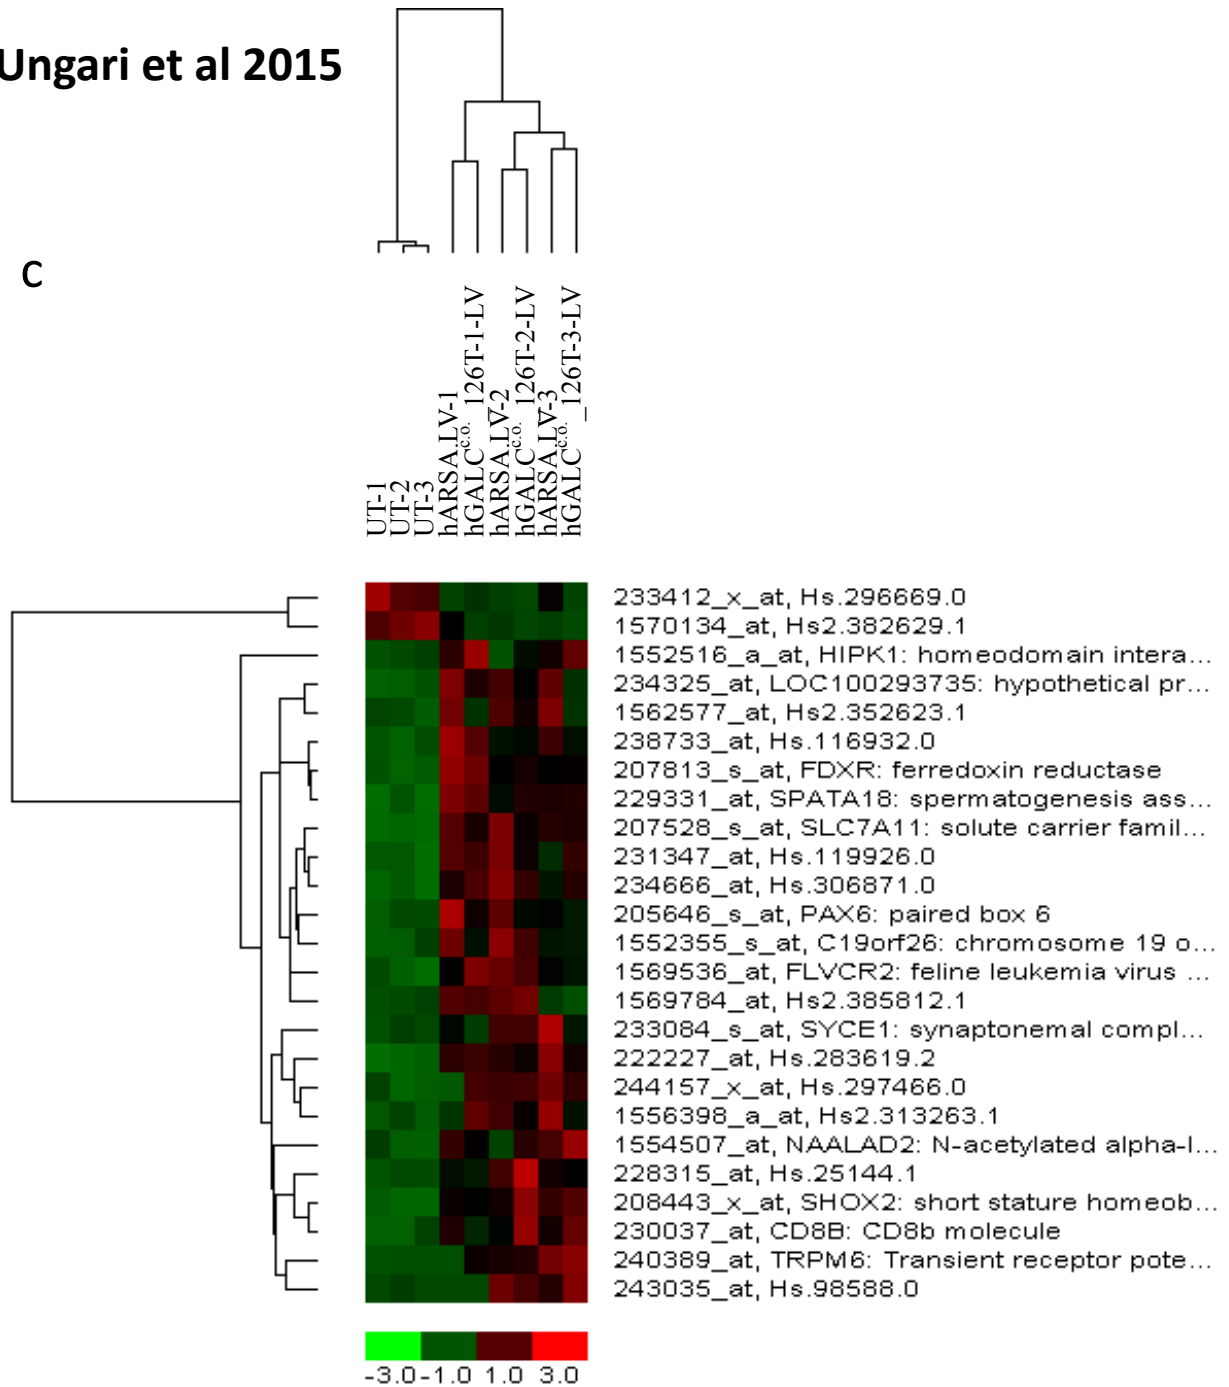 Ungari et al 2015
C
UT-1
UT-2
UT-3
hARSA.LV-1
hGALC^c.o._126T-1-LV
hARSA.LV-2
hGALC^c.o._126T-2-LV
hARSA.LV-3
hGALC^c.o._126T-3-LV
233412_x_at, Hs.296669.0
1570134_at, Hs2.382629.1
1552516_a_at, HIPK1: homeodomain intera...
234325_at, LOC100293735: hypothetical pr...
1562577_at, Hs2.352623.1
238733_at, Hs.116932.0
207813_s_at, FDXR: ferredoxin reductase
229331_at, SPATA18: spermatogenesis ass...
207528_s_at, SLC7A11: solute carrier famil...
231347_at, Hs.119926.0
234666_at, Hs.306871.0
205646_s_at, PAX6: paired box 6
1552355_s_at, C19orf26: chromosome 19 o...
1569536_at, FLVCR2: feline leukemia virus ...
1569784_at, Hs2.385812.1
233084_s_at, SYCE1: synaptonemal compl...
222227_at, Hs.283619.2
244157_x_at, Hs.297466.0
1556398_a_at, Hs2.313263.1
1554507_at, NAALAD2: N-acetylated alpha-l...
228315_at, Hs.25144.1
208443_x_at, SHOX2: short stature homeob...
230037_at, CD8B: CD8b molecule
240389_at, TRPM6: Transient receptor pote...
243035_at, Hs.98588.0
-3.0 -1.0 1.0 3.0